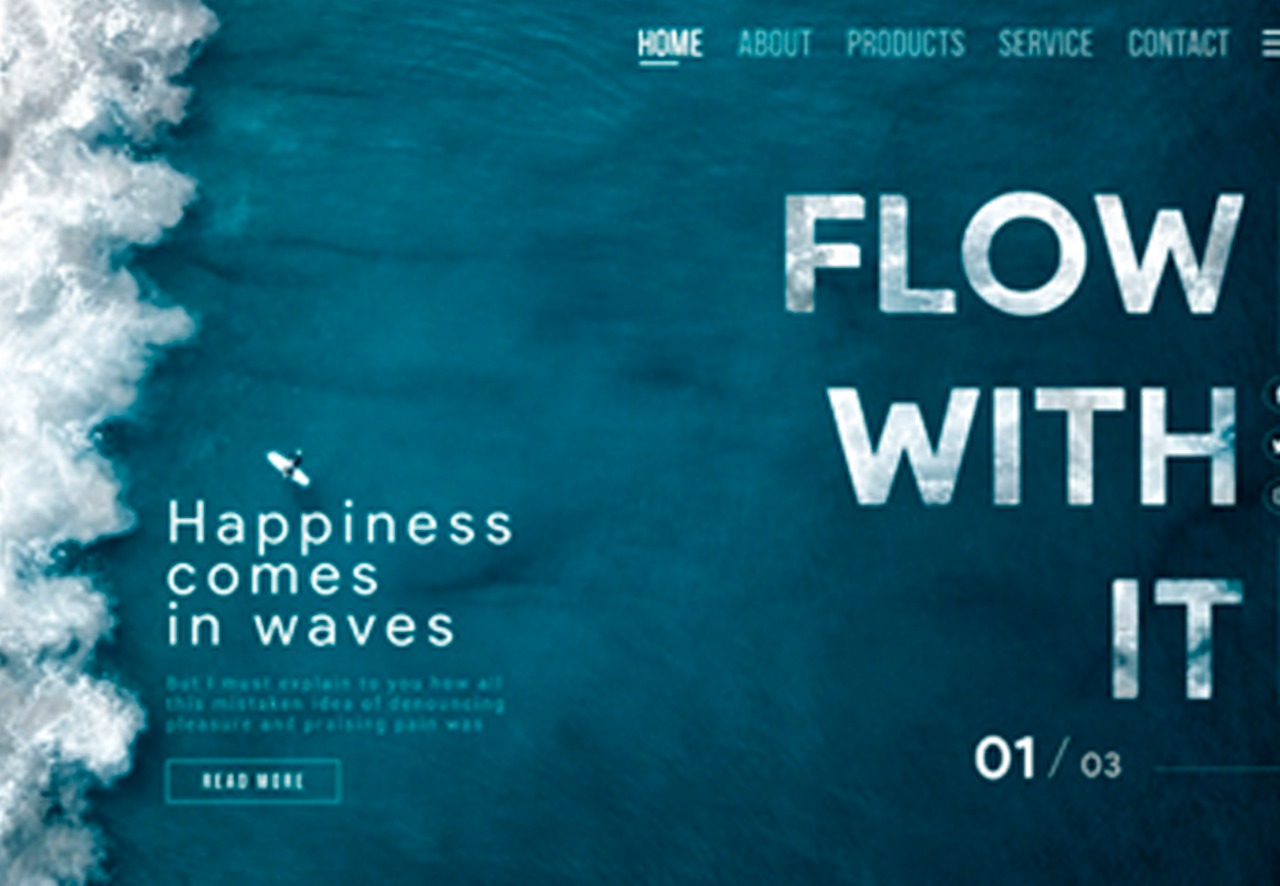 HOME ABOUT PRODUCTS SERVICE CONTACT
FLOW
WITH
IT
Happiness
comes
in waves
But I must explain to you how all
this mistaken idea of denouncing
pleasure and praising pain was
READ MORE
01 / 03